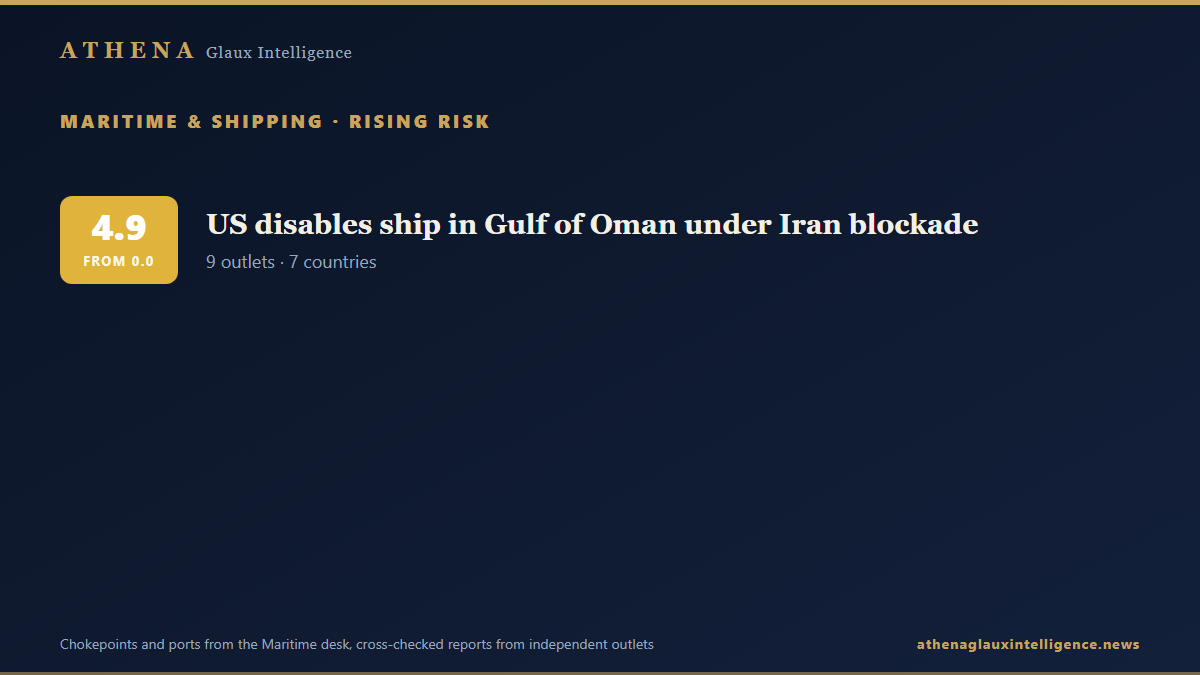 ATHENA Glaux Intelligence
MARITIME & SHIPPING · RISING RISK
4.9
FROM 0.0
US disables ship in Gulf of Oman under Iran blockade
9 outlets · 7 countries
Chokepoints and ports from the Maritime desk, cross-checked reports from independent outlets
athenaglauxintelligence.news